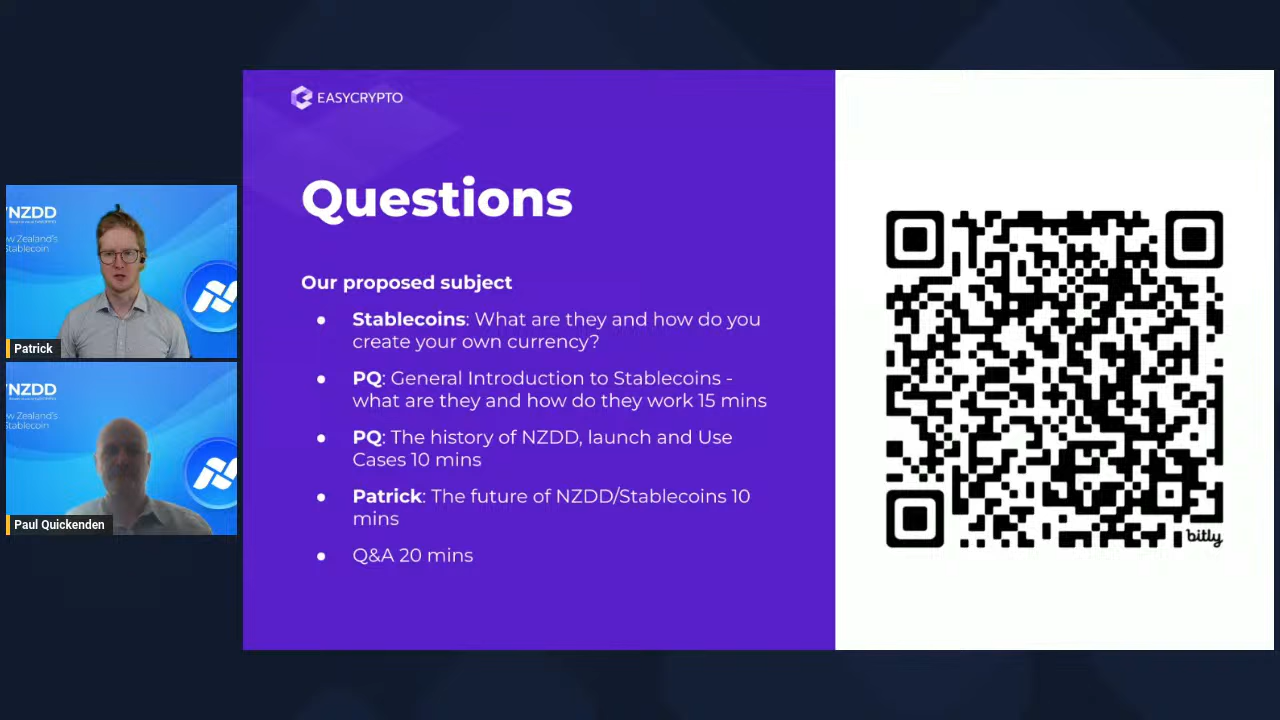 EASYCRYPTO
Questions
Our proposed subject
● Stablecoins: What are they and how do you
create your own currency?
● PQ: General Introduction to Stablecoins -
what are they and how do they work 15 mins
● PQ: The history of NZDD, launch and Use
Cases 10 mins
● Patrick: The future of NZDD/Stablecoins 10
mins
● Q&A 20 mins
bitly
NZDD
w Zealand's
Stablecoin
Patrick
NZDD
w Zealand's
Stablecoin
Paul Quickenden